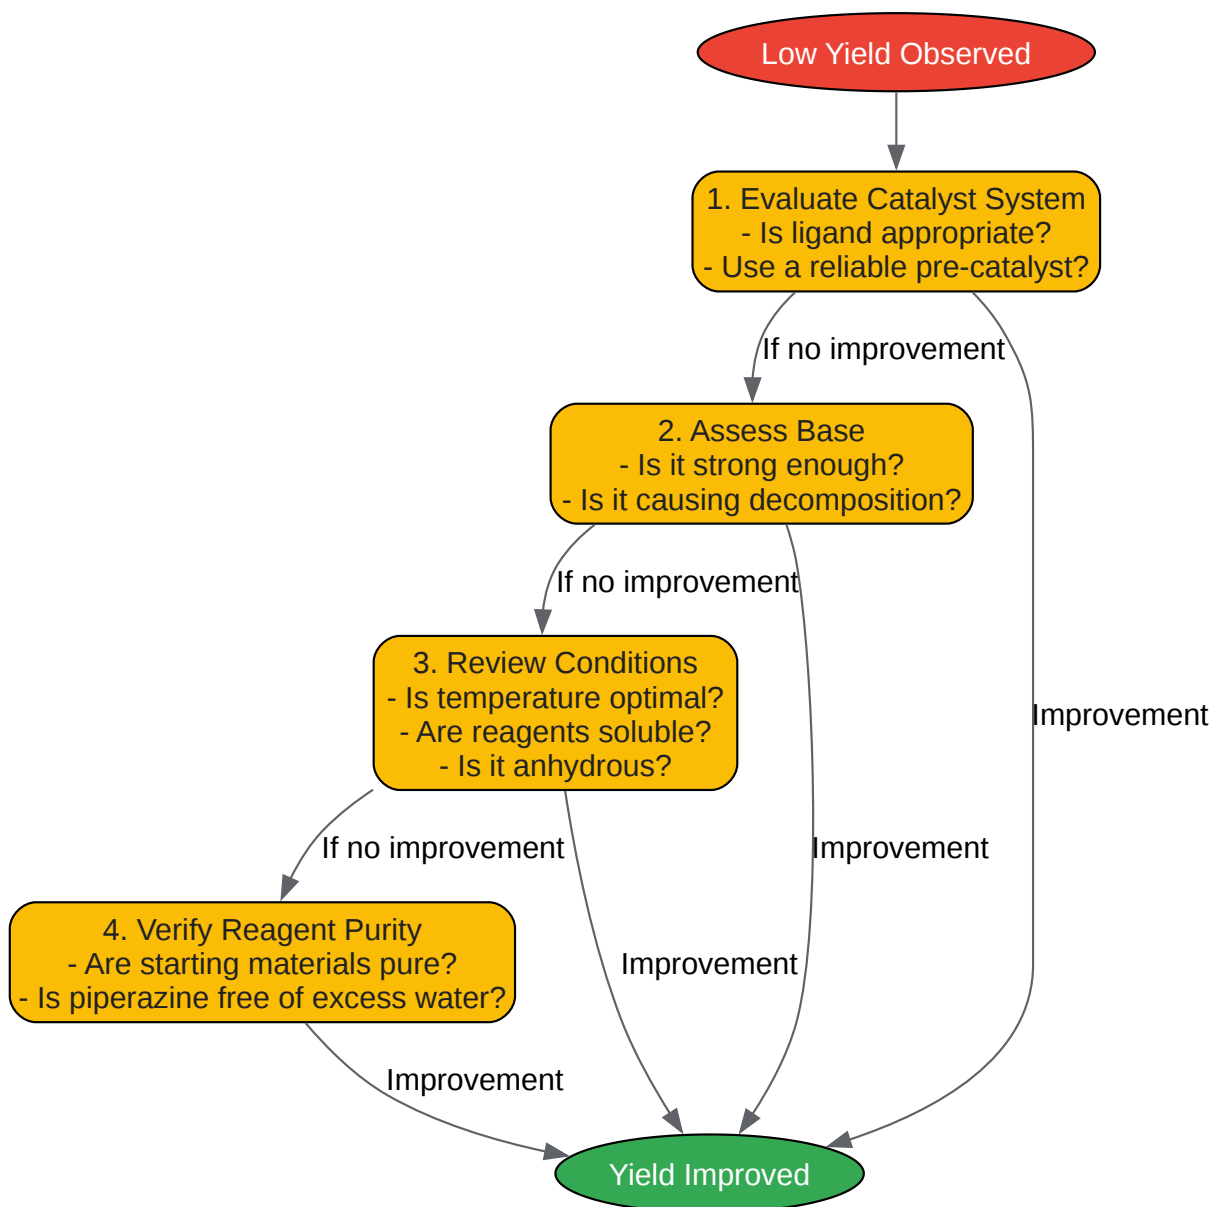 Low Yield Observed
1. Evaluate Catalyst System
- Is ligand appropriate?
- Use a reliable pre-catalyst?
If no improvement
2. Assess Base
- Is it strong enough?
- Is it causing decomposition?
If no improvement
3. Review Conditions
- Is temperature optimal?
- Are reagents soluble?
- Is it anhydrous?
Improvement
If no improvement
Improvement
4. Verify Reagent Purity
- Are starting materials pure?
- Is piperazine free of excess water?
Improvement
Improvement
Yield Improved